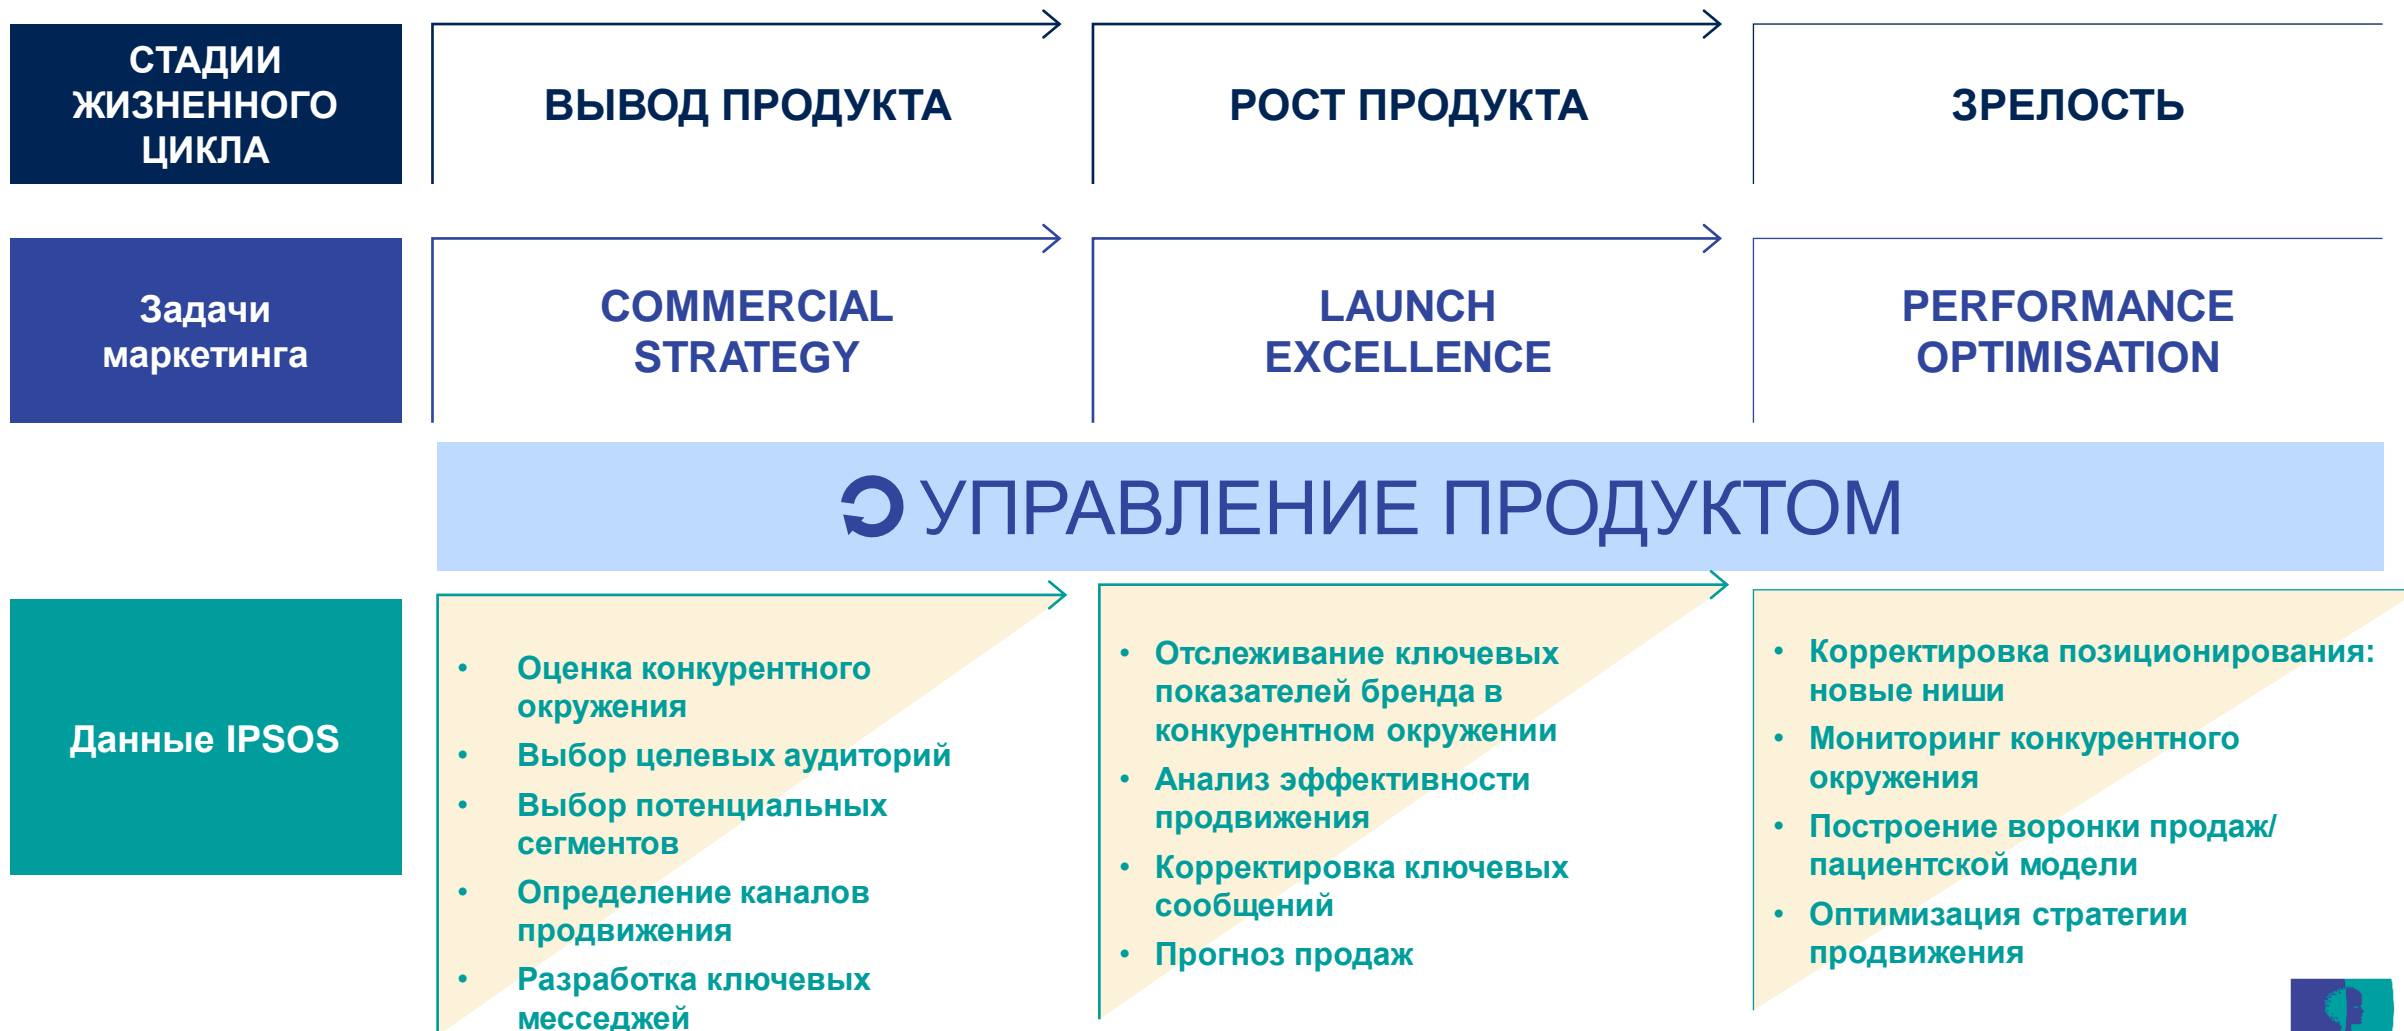 СТАДИИ
ЖИЗНЕННОГО
ЦИКЛА
ВЫВОД ПРОДУКТА
РОСТ ПРОДУКТА
ЗРЕЛОСТЬ
Задачи
маркетинга
COMMERCIAL
STRATEGY
LAUNCH
EXCELLENCE
PERFORMANCE
OPTIMISATION
УПРАВЛЕНИЕ ПРОДУКТОМ
Данные IPSOS
• Оценка конкурентного
окружения
• Выбор целевых аудиторий
• Выбор потенциальных
сегментов
• Определение каналов
продвижения
• Разработка ключевых
месседжей
• Отслеживание ключевых
показателей бренда в
конкурентном окружении
• Анализ эффективности
продвижения
• Корректировка ключевых
сообщений
• Прогноз продаж
• Корректировка позиционирования:
новые ниши
• Мониторинг конкурентного
окружения
• Построение воронки продаж/
пациентской модели
• Оптимизация стратегии
продвижения